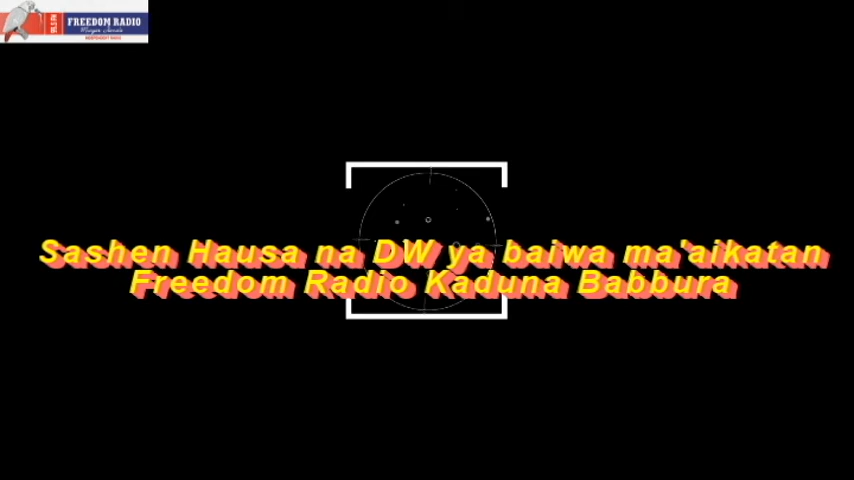 FREEDOM RADIO
Sashen Hausa na DW ya baiwa ma'aikatan
Freedom Radio Kaduna Babbura